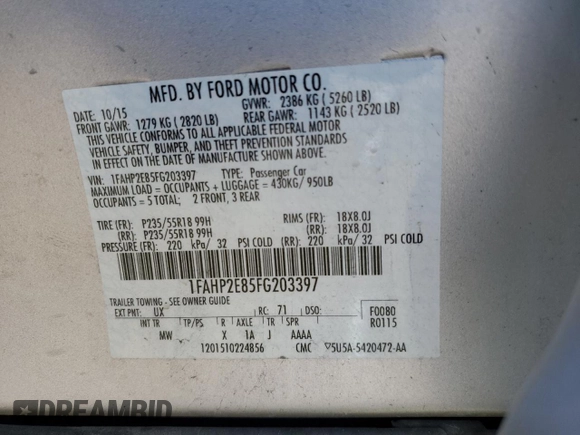 MFD. BY FORD MOTOR CO.
DATE: 10/15 GVWR: 2386 KG ( 5260 LB)
FRONT GAWR: 1279 KG ( 2820 LB) REAR GAWR: 1143 KG ( 2520 LB)
THIS VEHICLE CONFORMS TO ALL APPLICABLE FEDERAL MOTOR
VEHICLE SAFETY, BUMPER, AND THEFT PREVENTION STANDARDS
IN EFFECT ON THE DATE OF MANUFACTURE SHOWN ABOVE.
VIN: 1FAHP2E85FG203397 TYPE: Passenger Car
MAXIMUM LOAD = OCCUPANTS + LUGGAGE = 430KG/ 950LB
OCCUPANTS = 5 TOTAL; 2 FRONT, 3 REAR
TIRE (FR): P235/55R18 99H RIMS (FR): 18X8.0J
(RR): P235/55R18 99H (RR): 18X8.0J
PRESSURE (FR): 220 kPa/ 32 PSI COLD (RR): 220 kPa/ 32 PSI COLD
1FAHP2E85FG203397
TRAILER TOWING - SEE OWNER GUIDE
EXT PNT: UX RC: 71 DSO: F0080
R0115
INT TR TP/PS R AXLE TR SPR
MW X 1A J AAAA
1201510224856 CMC 5U5A-5420472-AA
DREAMBID